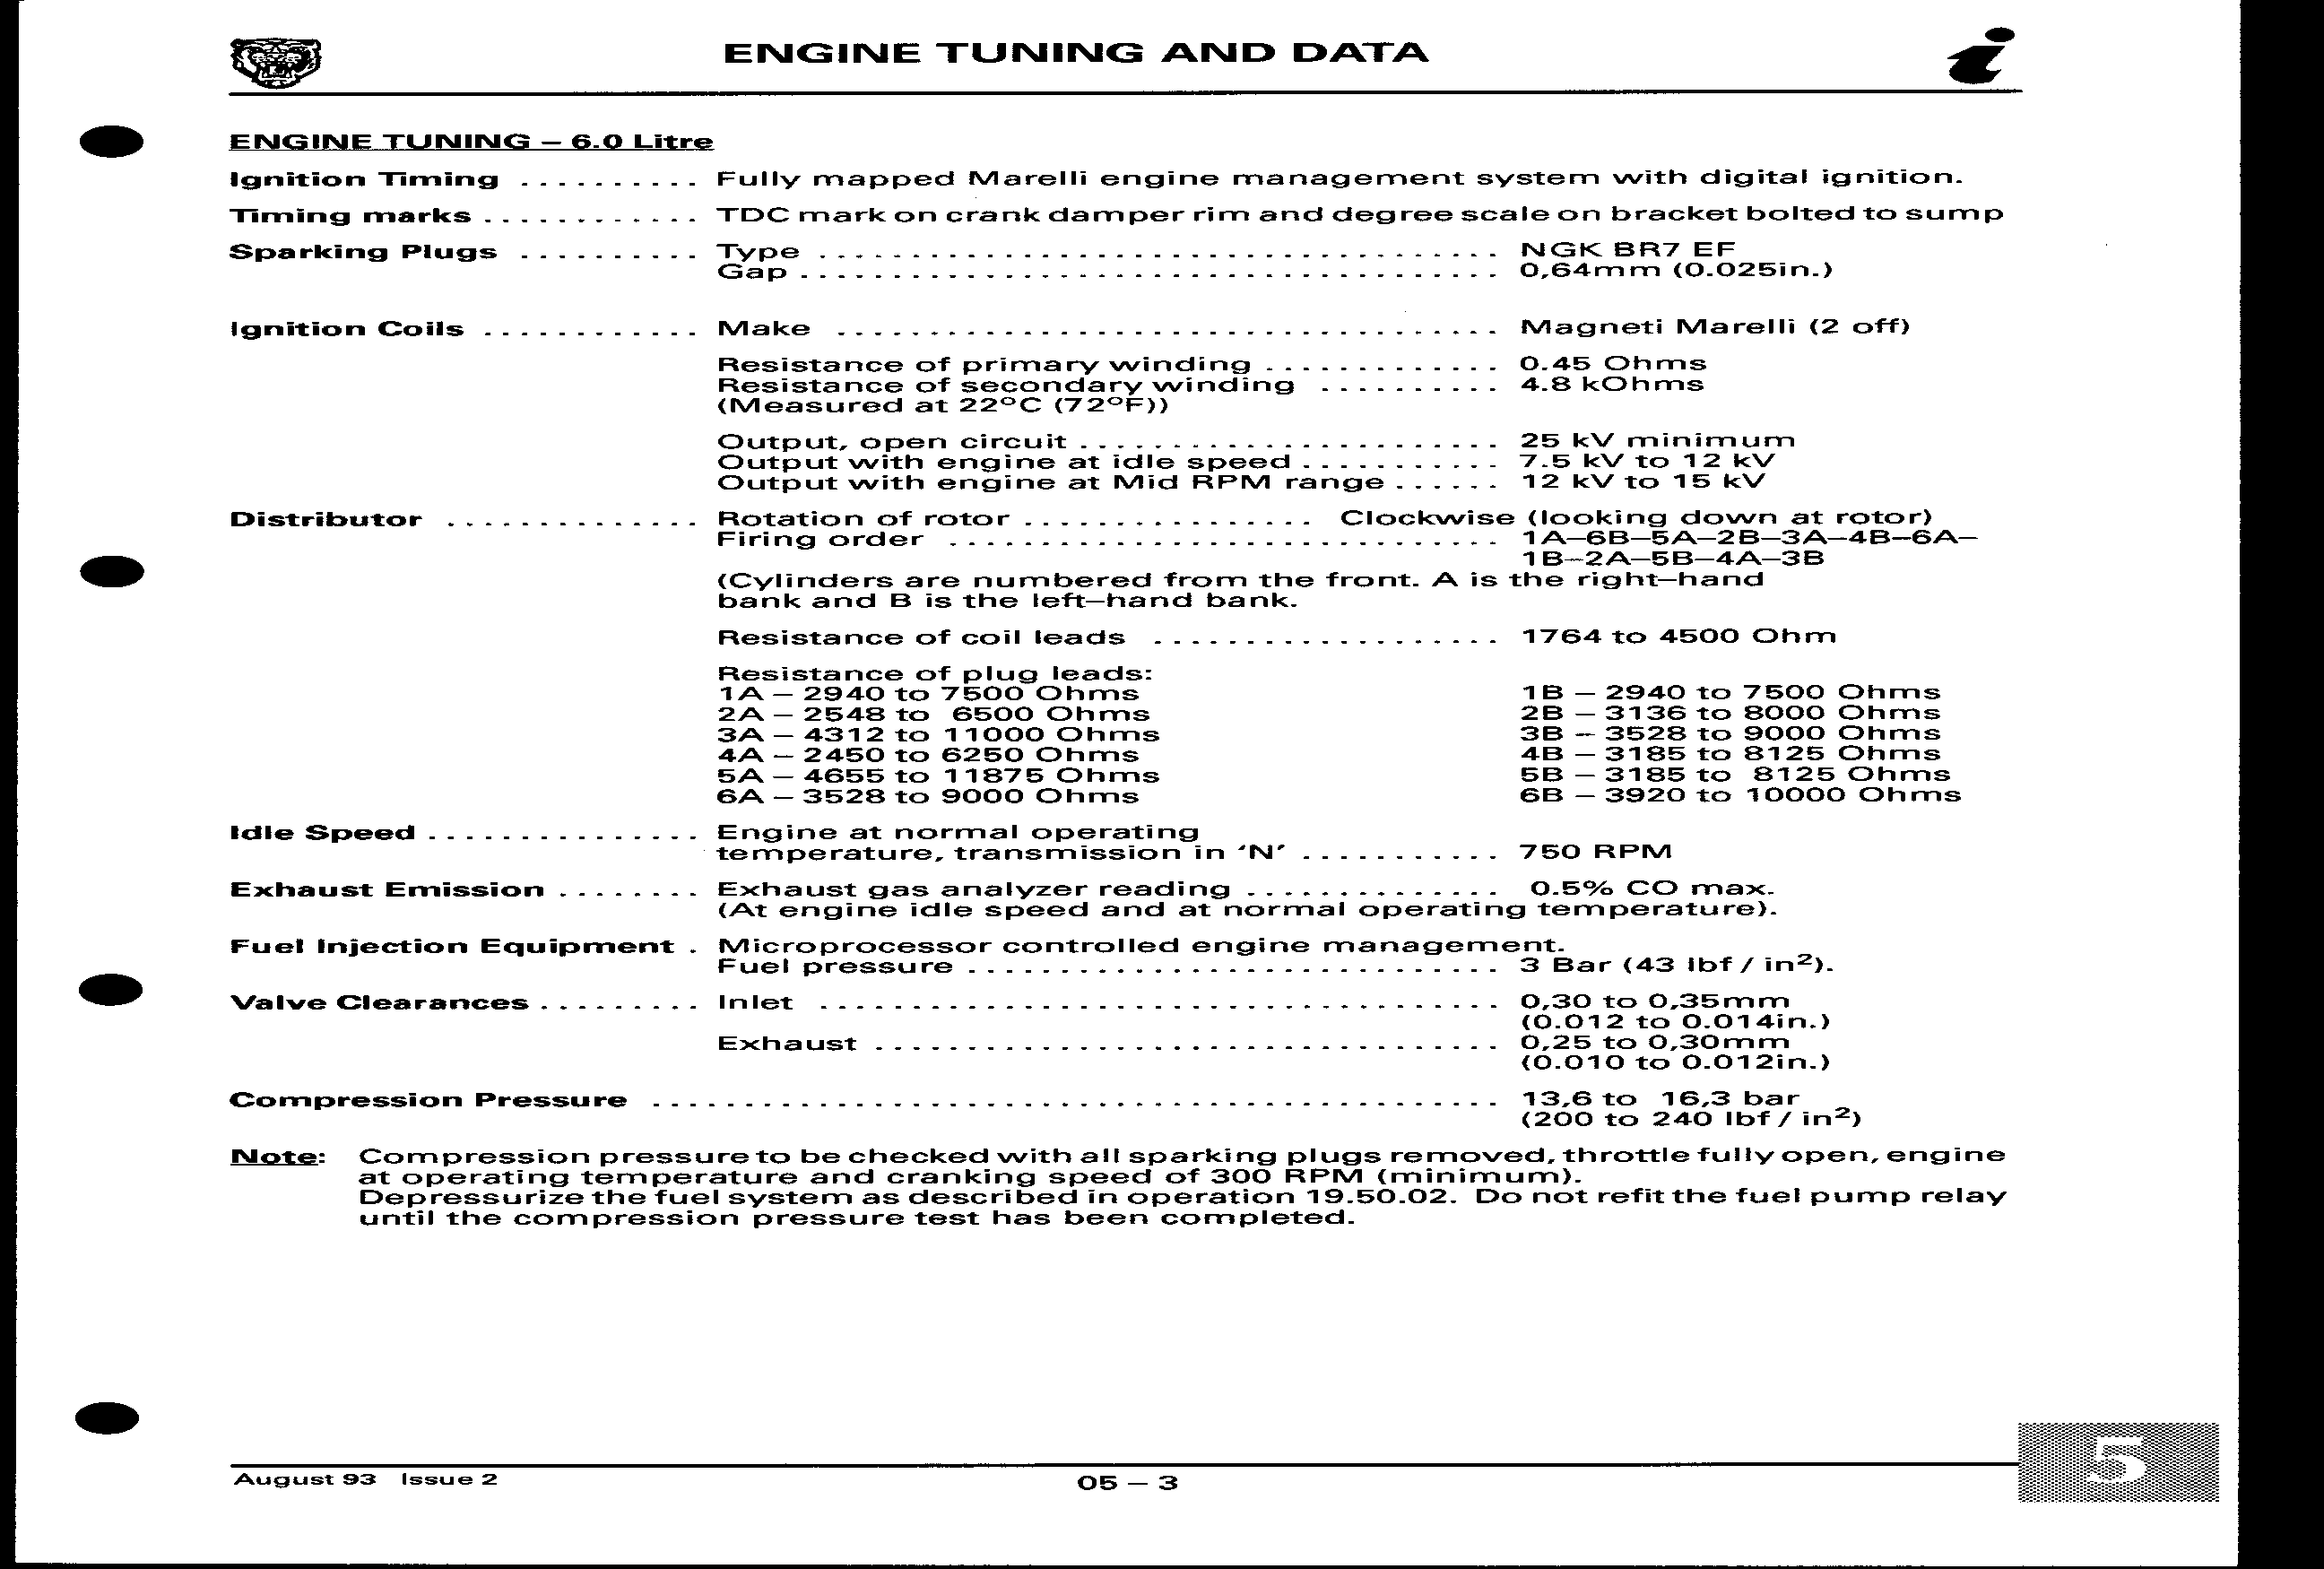 ENGINE TUNING AND DATA
ENGINE TUNING – 6.0 Litre
Ignition Timing .......... Fully mapped Marelli engine management system with digital ignition.
Timing marks ............ TDC mark on crank damper rim and degree scale on bracket bolted to sump
Sparking Plugs .......... Type ..................................... NGK BR7 EF
Gap ...................................... 0,64mm (0.025in.)
Ignition Coils ............ Make .................................... Magneti Marelli (2 off)
Resistance of primary winding ............. 0.45 Ohms
Resistance of secondary winding .......... 4.8 kOhms
(Measured at 22ºC (72ºF))
Output, open circuit ....................... 25 kV minimum
Output with engine at idle speed ........... 7.5 kV to 12 kV
Output with engine at Mid RPM range ...... 12 kV to 15 kV
Distributor .............. Rotation of rotor ................ Clockwise (looking down at rotor)
Firing order .............................. 1A–6B–5A–2B–3A–4B–6A–
1B–2A–5B–4A–3B
(Cylinders are numbered from the front. A is the right–hand
bank and B is the left–hand bank.
Resistance of coil leads ................... 1764 to 4500 Ohm
Resistance of plug leads:
1A – 2940 to 7500 Ohms 1B – 2940 to 7500 Ohms
2A – 2548 to 6500 Ohms 2B – 3136 to 8000 Ohms
3A – 4312 to 11000 Ohms 3B – 3528 to 9000 Ohms
4A – 2450 to 6250 Ohms 4B – 3185 to 8125 Ohms
5A – 4655 to 11875 Ohms 5B – 3185 to 8125 Ohms
6A – 3528 to 9000 Ohms 6B – 3920 to 10000 Ohms
Idle Speed ............... Engine at normal operating
temperature, transmission in ‘N’ ........... 750 RPM
Exhaust Emission ........ Exhaust gas analyzer reading .............. 0.5% CO max.
(At engine idle speed and at normal operating temperature).
Fuel Injection Equipment . Microprocessor controlled engine management.
Fuel pressure ............................. 3 Bar (43 lbf / in²).
Valve Clearances ......... Inlet ..................................... 0,30 to 0,35mm
(0.012 to 0.014in.)
Exhaust .................................. 0,25 to 0,30mm
(0.010 to 0.012in.)
Compression Pressure .............................................. 13,6 to 16,3 bar
(200 to 240 lbf / in²)
Note: Compression pressure to be checked with all sparking plugs removed, throttle fully open, engine
at operating temperature and cranking speed of 300 RPM (minimum).
Depressurize the fuel system as described in operation 19.50.02. Do not refit the fuel pump relay
until the compression pressure test has been completed.
August 93 Issue 2
05 – 3
5